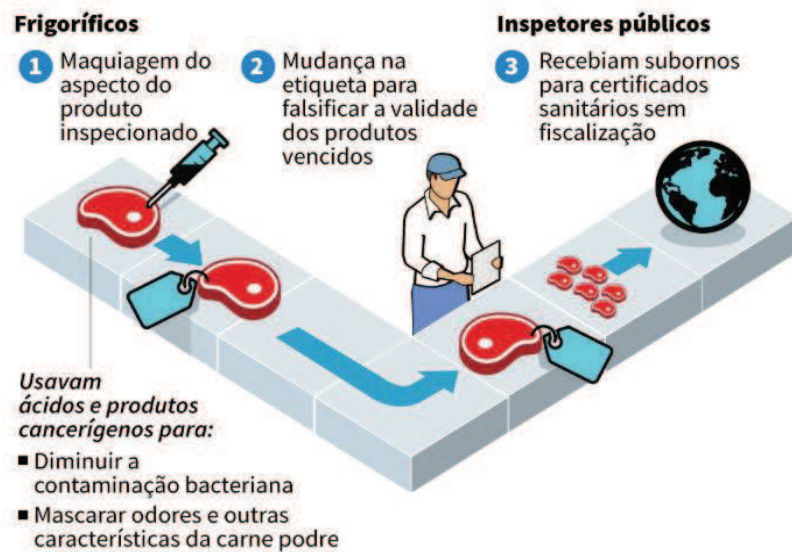 Frigoríficos
1 Maquiagem do
aspecto do
produto
inspecionado
2 Mudança na
etiqueta para
falsificar a validade
dos produtos
vencidos
Inspetores públicos
3 Recebiam subornos
para certificados
sanitários sem
fiscalização
Usavam
ácidos e produtos
cancerígenos para:
■ Diminuir a
contaminação bacteriana
■ Mascarar odores e outras
características da carne podre